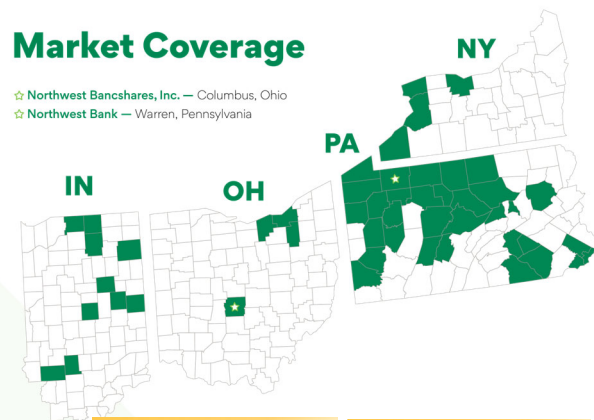 Market Coverage
Northwest Bancshares, Inc. — Columbus, Ohio
Northwest Bank — Warren, Pennsylvania
NY
PA
IN
OH